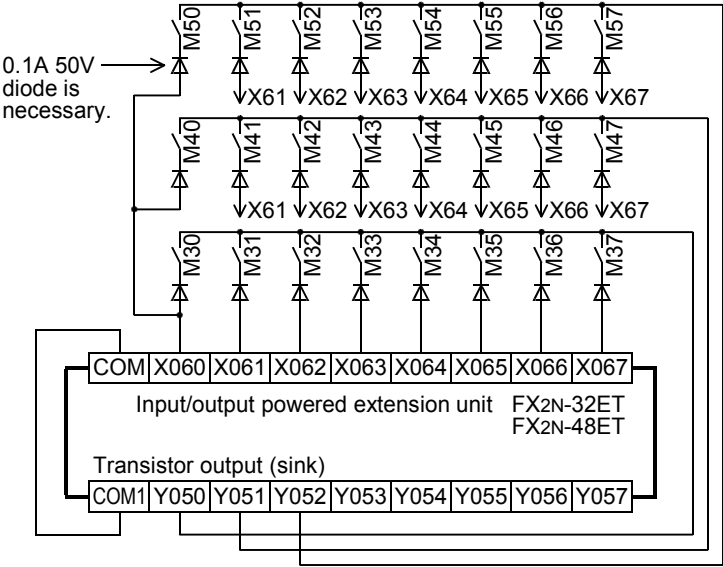 M50 M51 M52 M53 M54 M55 M56 M57
0.1A 50V
diode is
necessary.
X61 X62 X63 X64 X65 X66 X67
M40 M41 M42 M43 M44 M45 M46 M47
X61 X62 X63 X64 X65 X66 X67
M30 M31 M32 M33 M34 M35 M36 M37
COM X060 X061 X062 X063 X064 X065 X066 X067
Input/output powered extension unit FX2N-32ET
FX2N-48ET
Transistor output (sink)
COM1 Y050 Y051 Y052 Y053 Y054 Y055 Y056 Y057